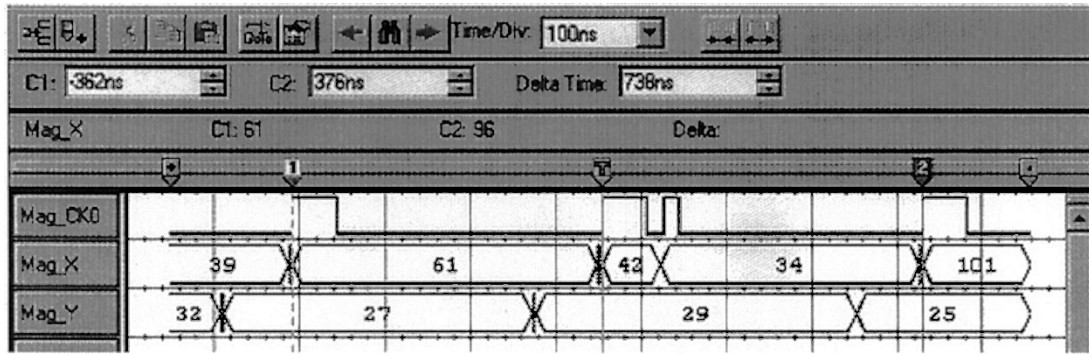 Time/Div: 100ns
C1: -362ns C2: 376ns Delta Time: 738ns
Mag_X C1: 61 C2: 96 Delta:
1 T 2
Mag_CK0
Mag_X 39 61 42 34 101
Mag_Y 32 27 29 25